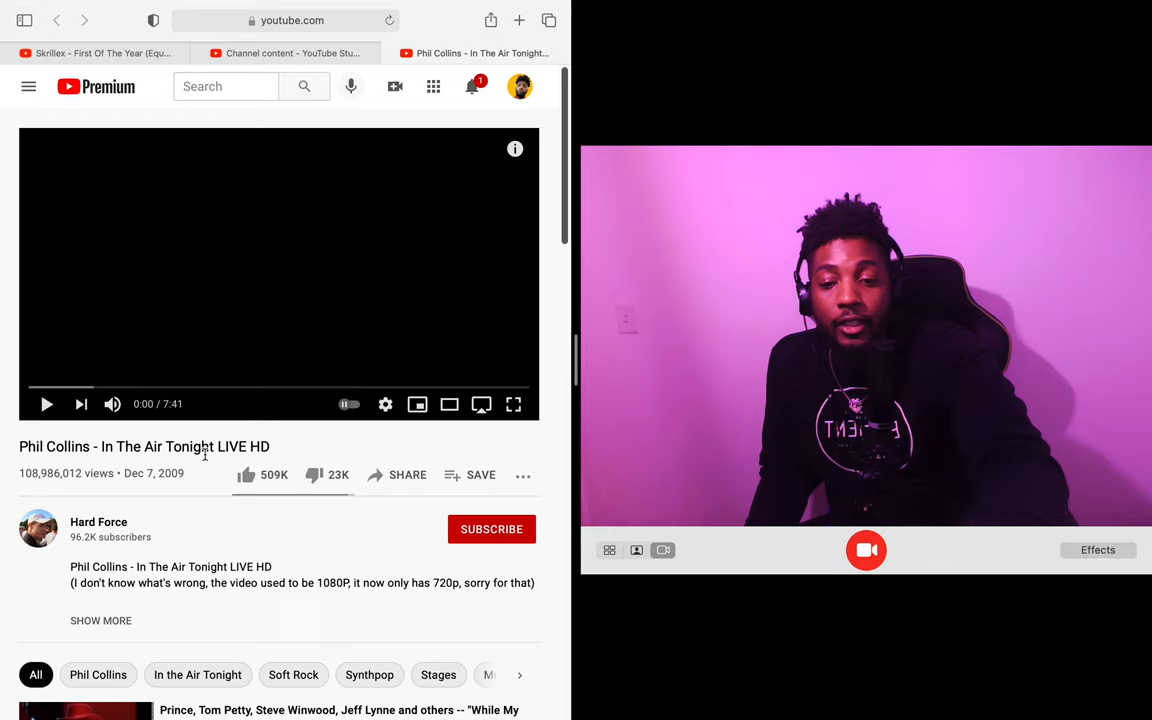 youtube.com
Skrillex - First Of The Year (Equ...
Channel content - YouTube Stu...
Phil Collins - In The Air Tonight...
Premium
Search
1
0:00 / 7:41
Phil Collins - In The Air Tonight LIVE HD
108,986,012 views • Dec 7, 2009
509K
23K
SHARE
SAVE
Hard Force
96.2K subscribers
SUBSCRIBE
Phil Collins - In The Air Tonight LIVE HD
(I don't know what's wrong, the video used to be 1080P, it now only has 720p, sorry for that)
SHOW MORE
All
Phil Collins
In the Air Tonight
Soft Rock
Synthpop
Stages
Prince, Tom Petty, Steve Winwood, Jeff Lynne and others -- "While My
Effects